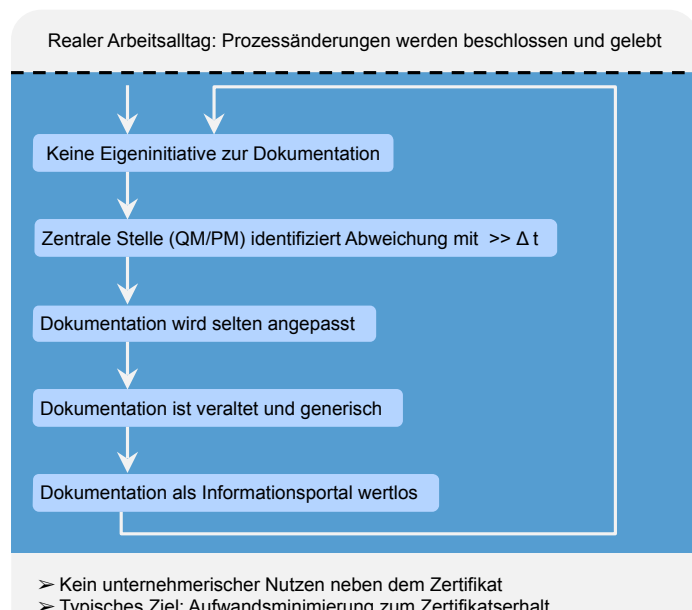 Realer Arbeitsalltag: Prozessänderungen werden beschlossen und gelebt
Keine Eigeninitiative zur Dokumentation
Zentrale Stelle (QM/PM) identifiziert Abweichung mit >> Δ t
Dokumentation wird selten angepasst
Dokumentation ist veraltet und generisch
Dokumentation als Informationsportal wertlos
➢ Kein unternehmerischer Nutzen neben dem Zertifikat
➢ Typisches Ziel: Aufwandsminimierung zum Zertifikatserhalt